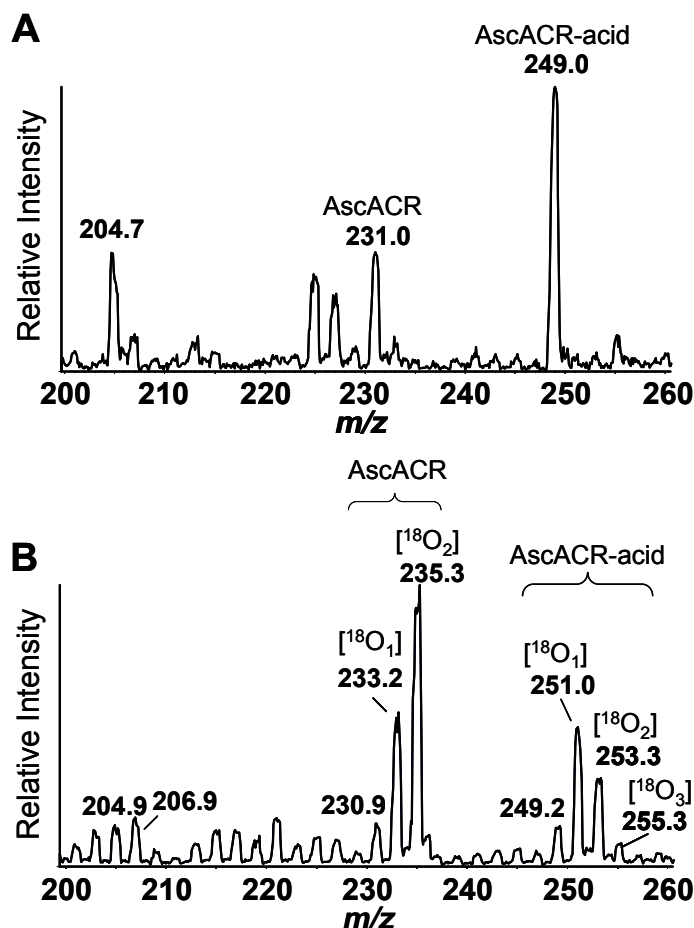 A
AscACR-acid
249.0
AscACR
231.0
204.7
Relative Intensity
200 210 220 230 240 250 260
m/z
B
AscACR
[¹⁸O₂]
235.3
AscACR-acid
[¹⁸O₁]
233.2
[¹⁸O₁]
251.0
[¹⁸O₂]
253.3
[¹⁸O₃]
255.3
204.9 206.9
230.9
249.2
Relative Intensity
200 210 220 230 240 250 260
m/z